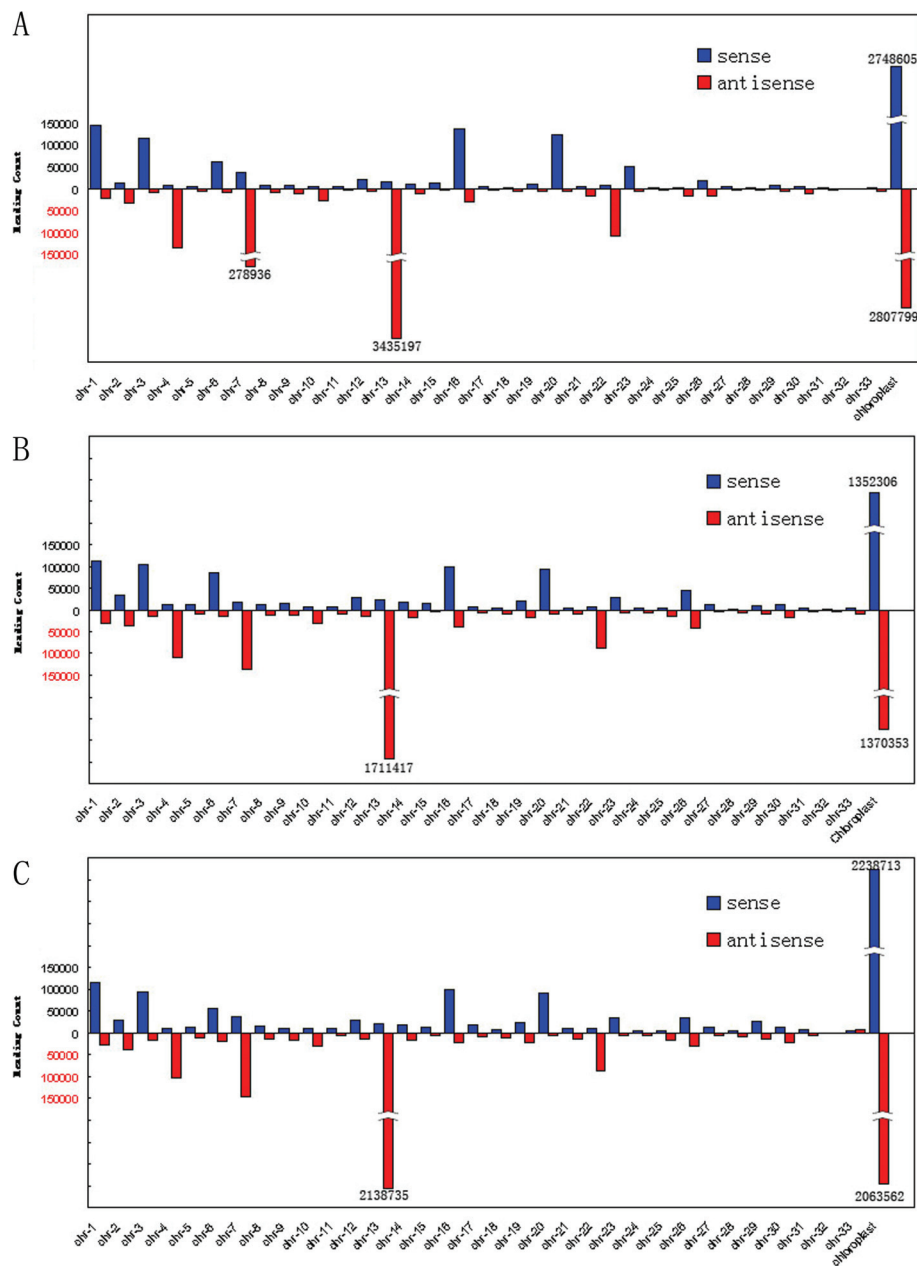 A
sense
antisense
2748605
150000
100000
50000
0
50000
100000
150000
Reading Count
278936
3435197
2807799
chr-1
chr-2
chr-3
chr-4
chr-5
chr-6
chr-7
chr-8
chr-9
chr-10
chr-11
chr-12
chr-13
chr-14
chr-15
chr-16
chr-17
chr-18
chr-19
chr-20
chr-21
chr-22
chr-23
chr-24
chr-25
chr-26
chr-27
chr-28
chr-29
chr-30
chr-31
chr-32
chr-33
chloroplast
B
sense
antisense
1352306
150000
100000
50000
0
50000
100000
150000
Reading Count
1711417
1370353
chr-1
chr-2
chr-3
chr-4
chr-5
chr-6
chr-7
chr-8
chr-9
chr-10
chr-11
chr-12
chr-13
chr-14
chr-15
chr-16
chr-17
chr-18
chr-19
chr-20
chr-21
chr-22
chr-23
chr-24
chr-25
chr-26
chr-27
chr-28
chr-29
chr-30
chr-31
chr-32
chr-33
Chloroplast
C
sense
antisense
2238713
150000
100000
50000
0
50000
100000
150000
Reading Count
2138735
2063562
chr-1
chr-2
chr-3
chr-4
chr-5
chr-6
chr-7
chr-8
chr-9
chr-10
chr-11
chr-12
chr-13
chr-14
chr-15
chr-16
chr-17
chr-18
chr-19
chr-20
chr-21
chr-22
chr-23
chr-24
chr-25
chr-26
chr-27
chr-28
chr-29
chr-30
chr-31
chr-32
chr-33
chloroplast